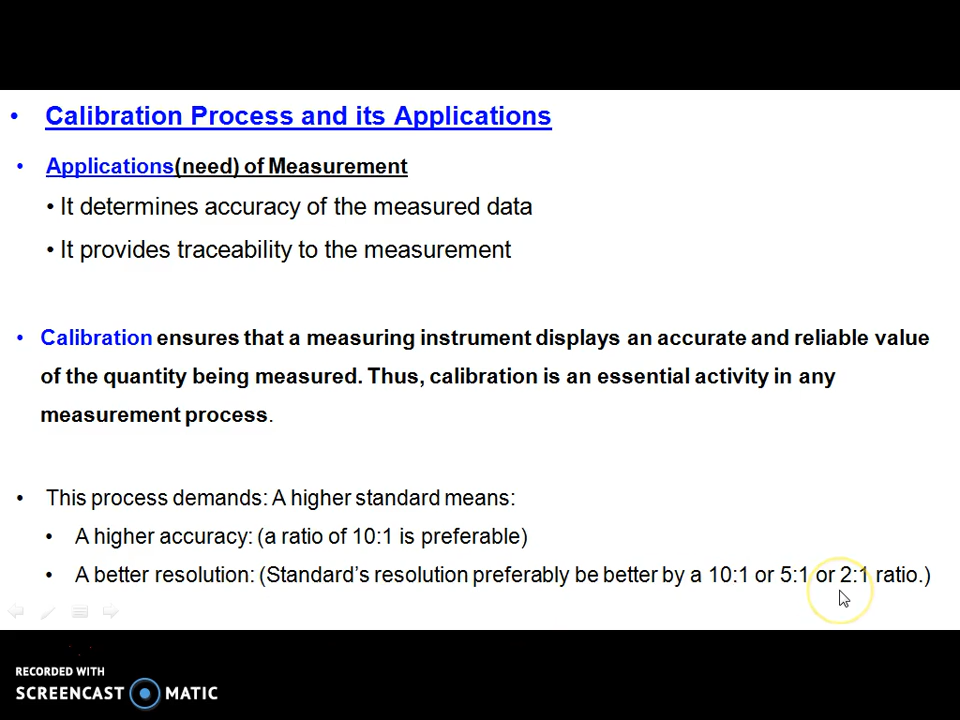 • Calibration Process and its Applications
• Applications(need) of Measurement
• It determines accuracy of the measured data
• It provides traceability to the measurement
• Calibration ensures that a measuring instrument displays an accurate and reliable value
of the quantity being measured. Thus, calibration is an essential activity in any
measurement process.
• This process demands: A higher standard means:
• A higher accuracy: (a ratio of 10:1 is preferable)
• A better resolution: (Standard's resolution preferably be better by a 10:1 or 5:1 or 2:1 ratio.)
RECORDED WITH
SCREENCAST MATIC